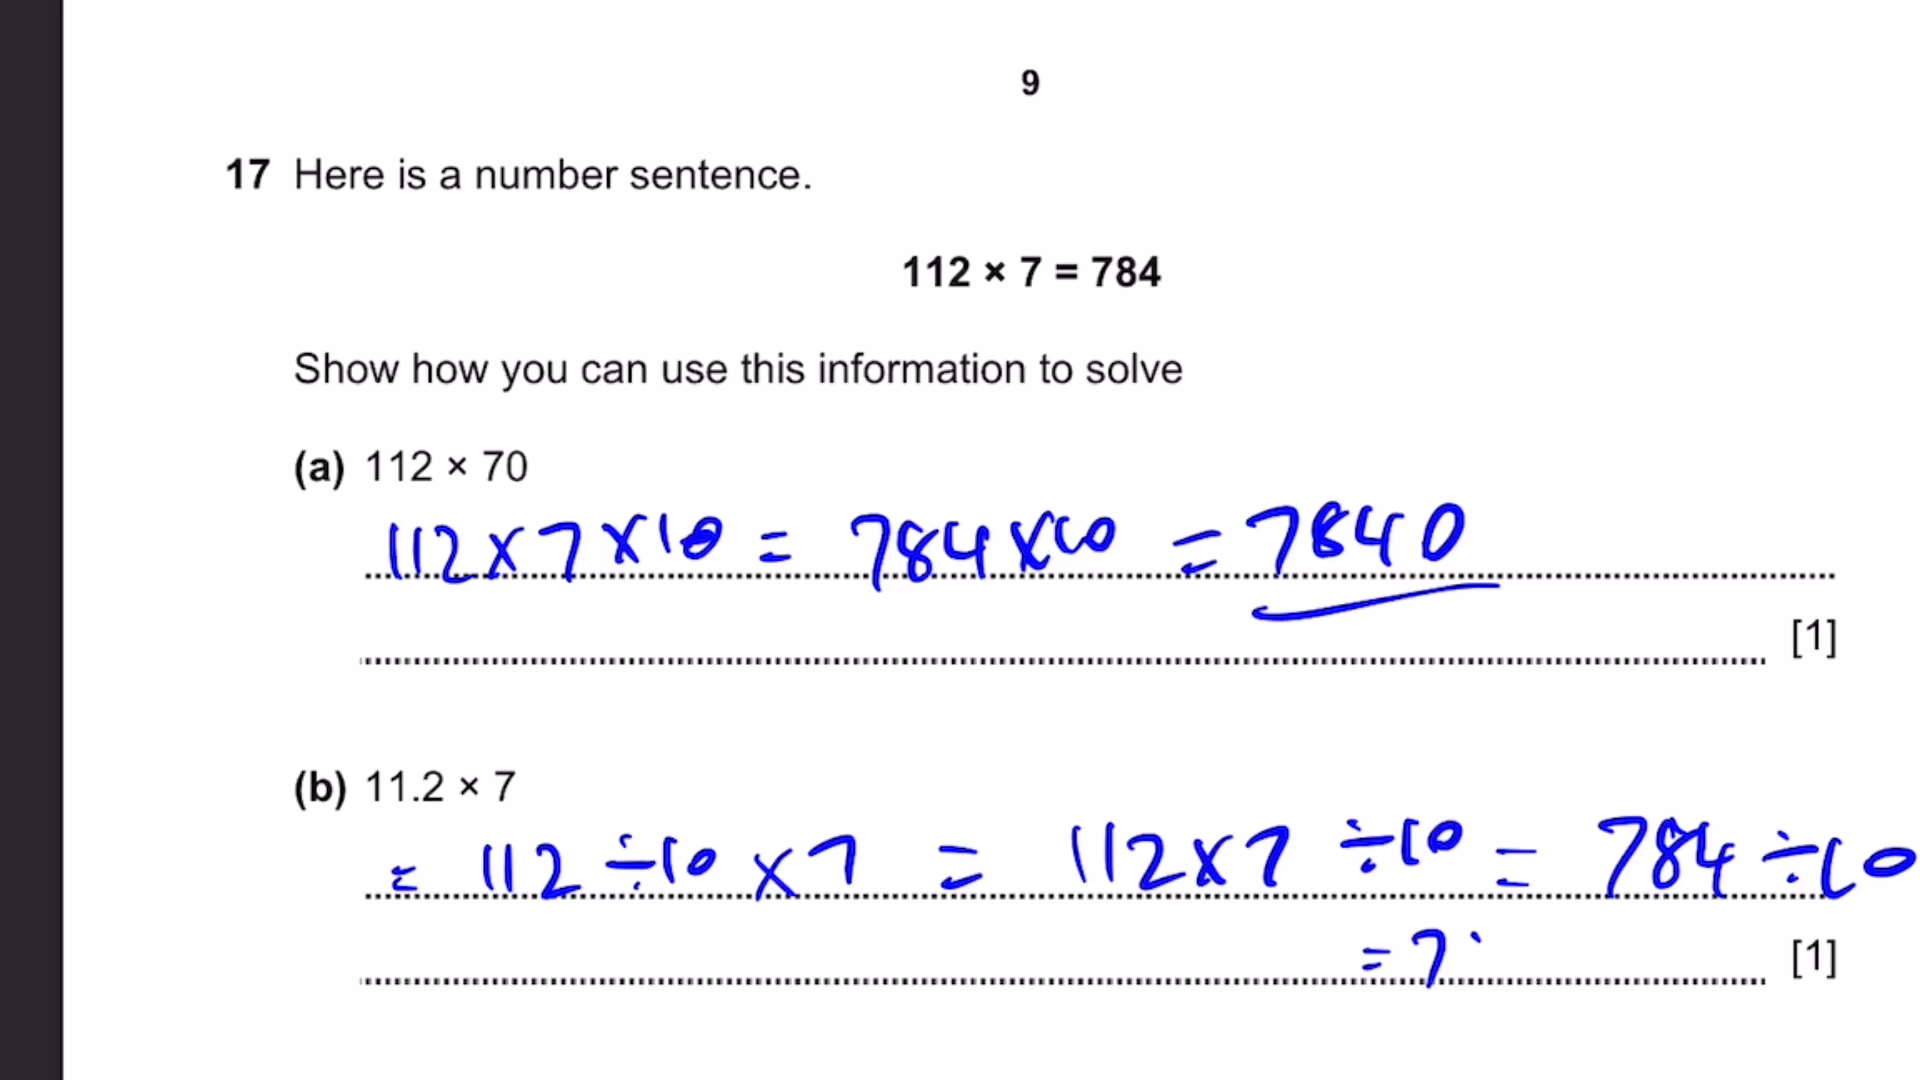 9
17 Here is a number sentence.
112 × 7 = 784
Show how you can use this information to solve
(a) 112 × 70
112 × 7 × 10 = 784 × 10 = 7840
[1]
(b) 11.2 × 7
= 112 ÷ 10 × 7 = 112 × 7 ÷ 10 = 784 ÷ 10
= 7
[1]